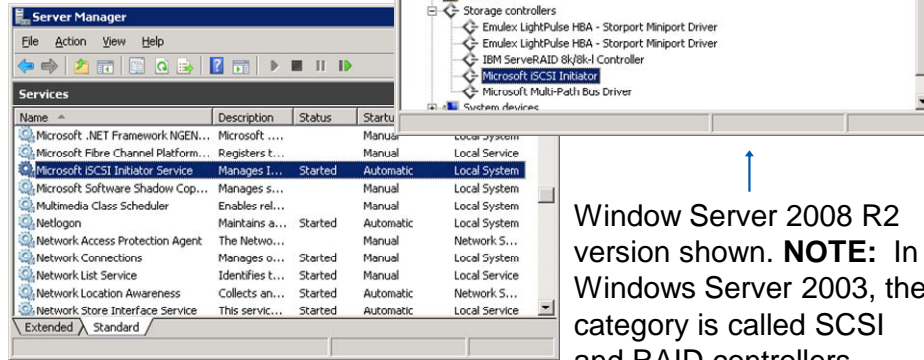 Server Manager
File Action View Help
Services
Name Description Status Startu
Microsoft .NET Framework NGEN... Microsoft .... Manual Local System
Microsoft Fibre Channel Platform... Registers t... Manual Local Service
Microsoft iSCSI Initiator Service Manages I... Started Automatic Local System
Microsoft Software Shadow Cop... Manages s... Manual Local System
Multimedia Class Scheduler Enables rel... Manual Local System
Netlogon Maintains a... Started Automatic Local System
Network Access Protection Agent The Netwo... Manual Network S...
Network Connections Manages o... Started Manual Local System
Network List Service Identifies t... Started Manual Local Service
Network Location Awareness Collects an... Started Automatic Network S...
Network Store Interface Service This servic... Started Automatic Local Service
Extended Standard
Storage controllers
Emulex LightPulse HBA - Storport Miniport Driver
Emulex LightPulse HBA - Storport Miniport Driver
IBM ServeRAID 8k/8k-l Controller
Microsoft iSCSI Initiator
Microsoft Multi-Path Bus Driver
System devices
Window Server 2008 R2
version shown. NOTE: In
Windows Server 2003, the
category is called SCSI
and RAID controllers